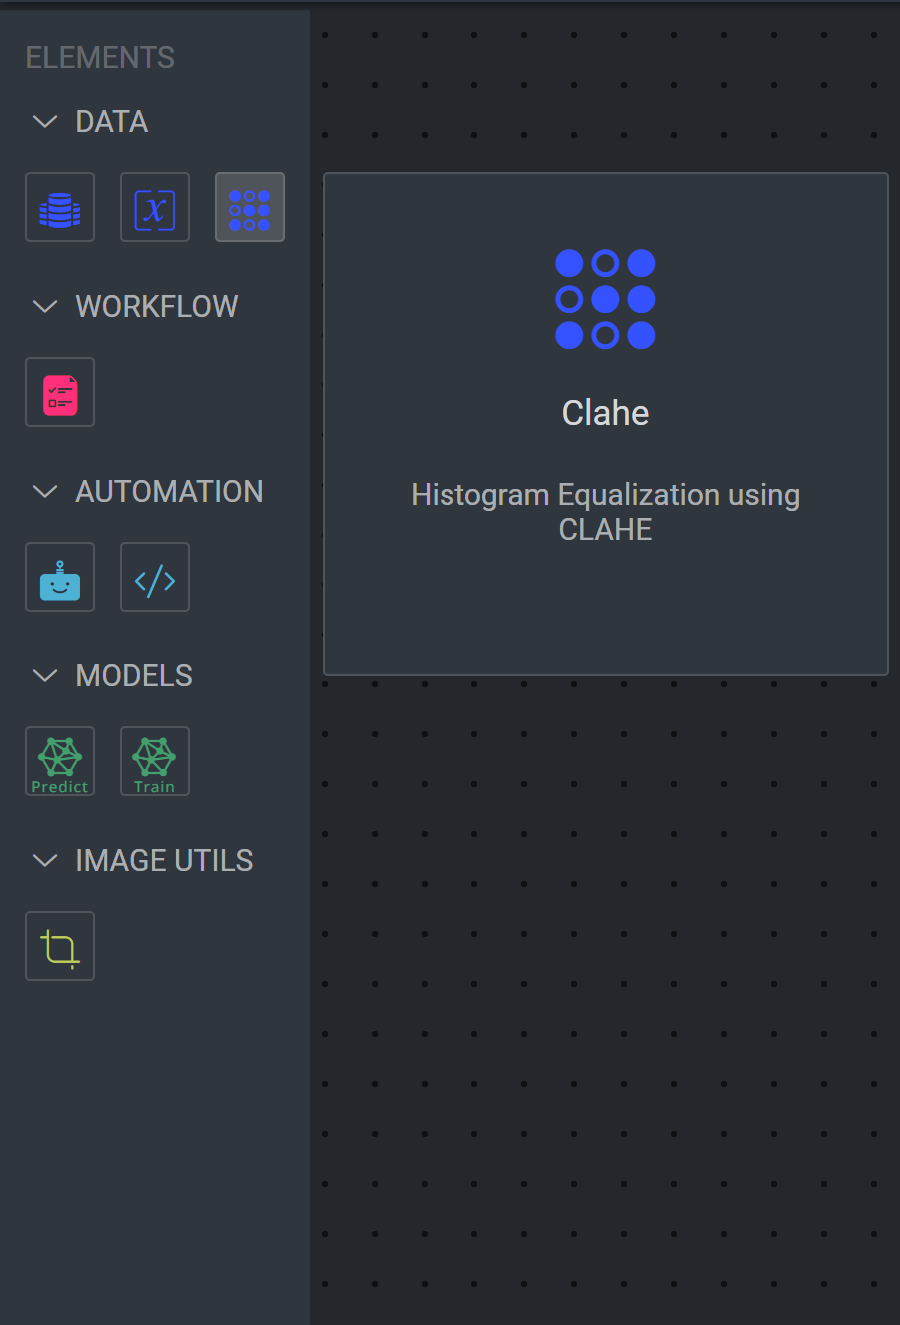 ELEMENTS
DATA
x
WORKFLOW
AUTOMATION
</>
MODELS
Predict
Train
IMAGE UTILS
Clahe
Histogram Equalization using
CLAHE